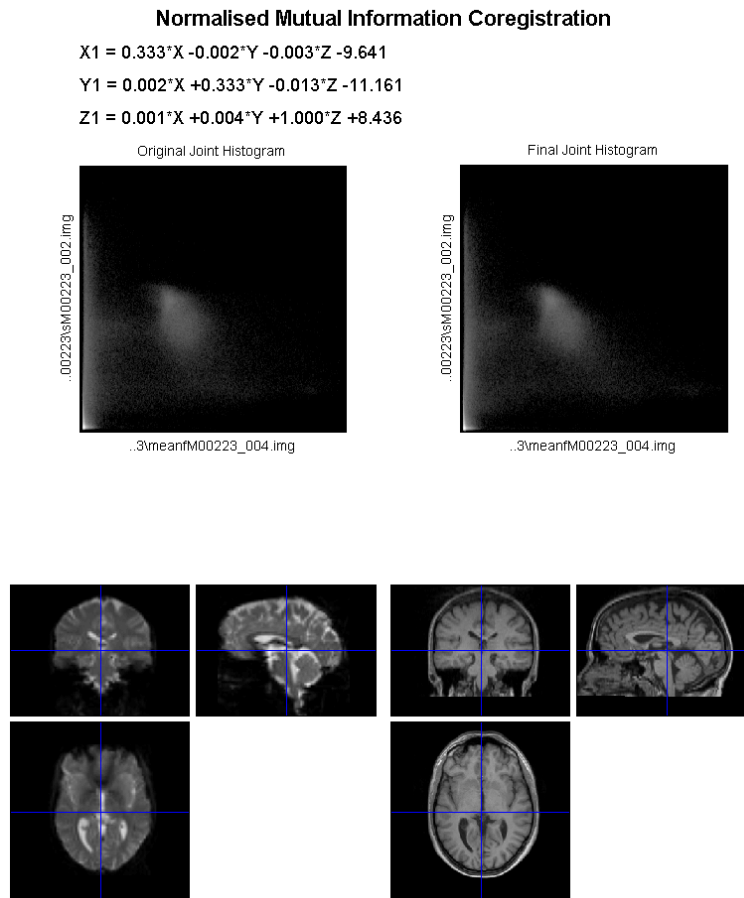 Normalised Mutual Information Coregistration
X1 = 0.333*X -0.002*Y -0.003*Z -9.641
Y1 = 0.002*X +0.333*Y -0.013*Z -11.161
Z1 = 0.001*X +0.004*Y +1.000*Z +8.436
Original Joint Histogram
..00223\sM00223_002.img
..3\meanfM00223_004.img
Final Joint Histogram
..00223\sM00223_002.img
..3\meanfM00223_004.img